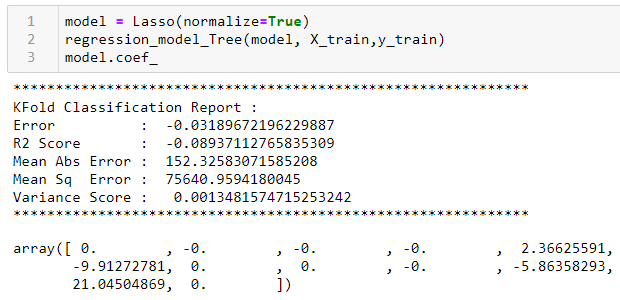 1 model = Lasso(normalize=True)
2 regression_model_Tree(model, X_train,y_train)
3 model.coef_
************************************************************
KFold Classification Report :
Error          :  -0.03189672196229887
R2 Score       :  -0.08937112765835309
Mean Abs Error :  152.32583071585208
Mean Sq  Error :  75640.9594180045
Variance Score :   0.0013481574715253242
************************************************************
array([ 0.        , -0.        , -0.        , -0.        ,  2.36625591,
       -9.91272781,  0.        ,  0.        , -0.        , -5.86358293,
       21.04504869,  0.        ])